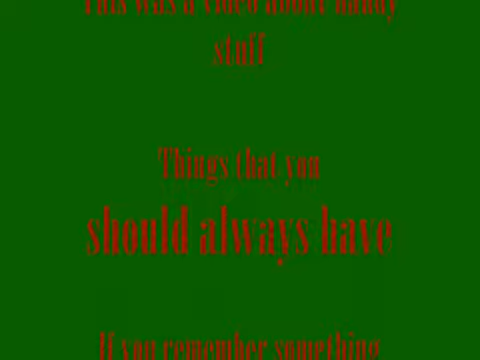 This was a video about handy
stuff
Things that you
should always have
If you remember something